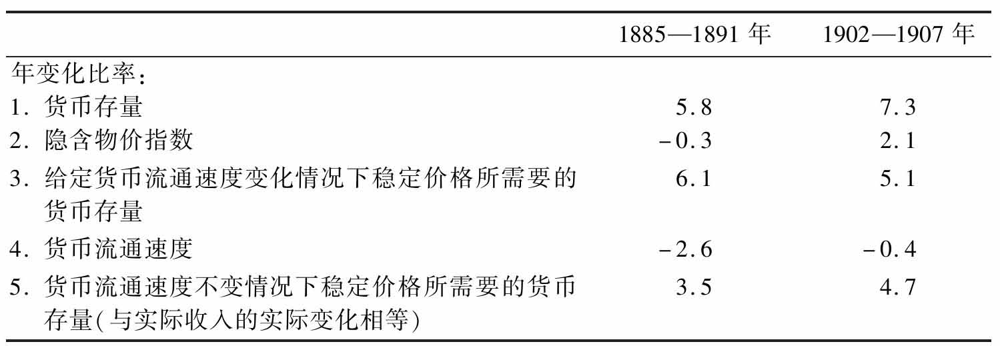 1885—1891 年 1902—1907 年
年变化比率：
1. 货币存量 5.8 7.3
2. 隐含物价指数 -0.3 2.1
3. 给定货币流通速度变化情况下稳定价格所需要的 6.1 5.1
货币存量
4. 货币流通速度 -2.6 -0.4
5. 货币流通速度不变情况下稳定价格所需要的货币 3.5 4.7
存量(与实际收入的实际变化相等)